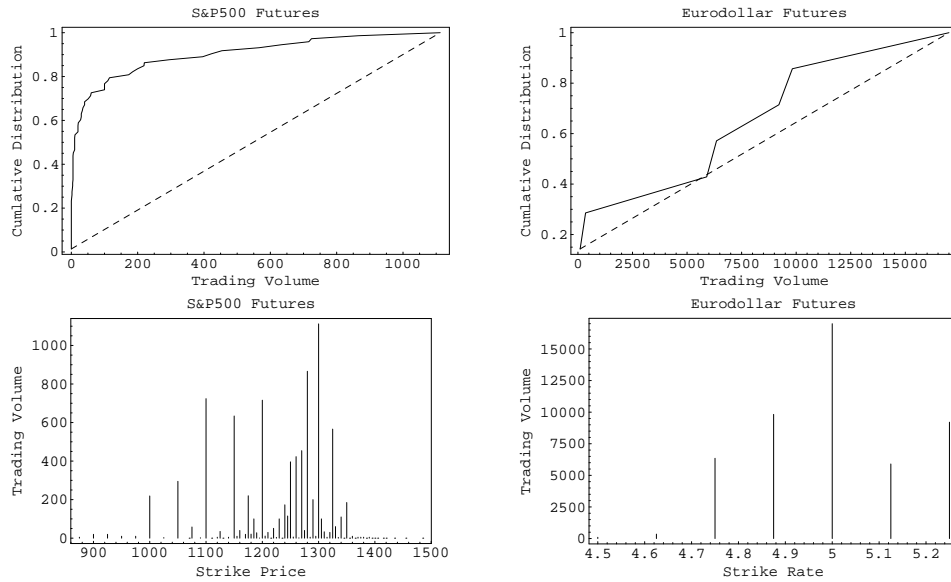 S&P500 Futures
1
0.8
0.6
0.4
0.2
0
0 200 400 600 800 1000
Cumlative Distribution
Trading Volume
Eurodollar Futures
1
0.8
0.6
0.4
0.2
0 2500 5000 7500 10000 12500 15000
Cumlative Distribution
Trading Volume
S&P500 Futures
1000
800
600
400
200
0
900 1000 1100 1200 1300 1400 1500
Trading Volume
Strike Price
Eurodollar Futures
15000
12500
10000
7500
5000
2500
0
4.5 4.6 4.7 4.8 4.9 5 5.1 5.2
Trading Volume
Strike Rate